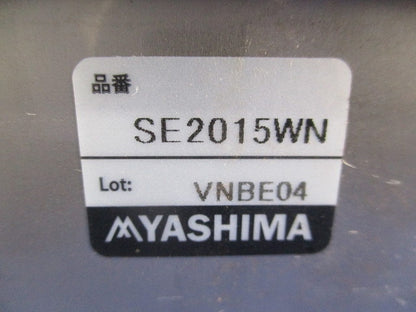 品番
SE2015WN
Lot: VNBE04
YASHIMA